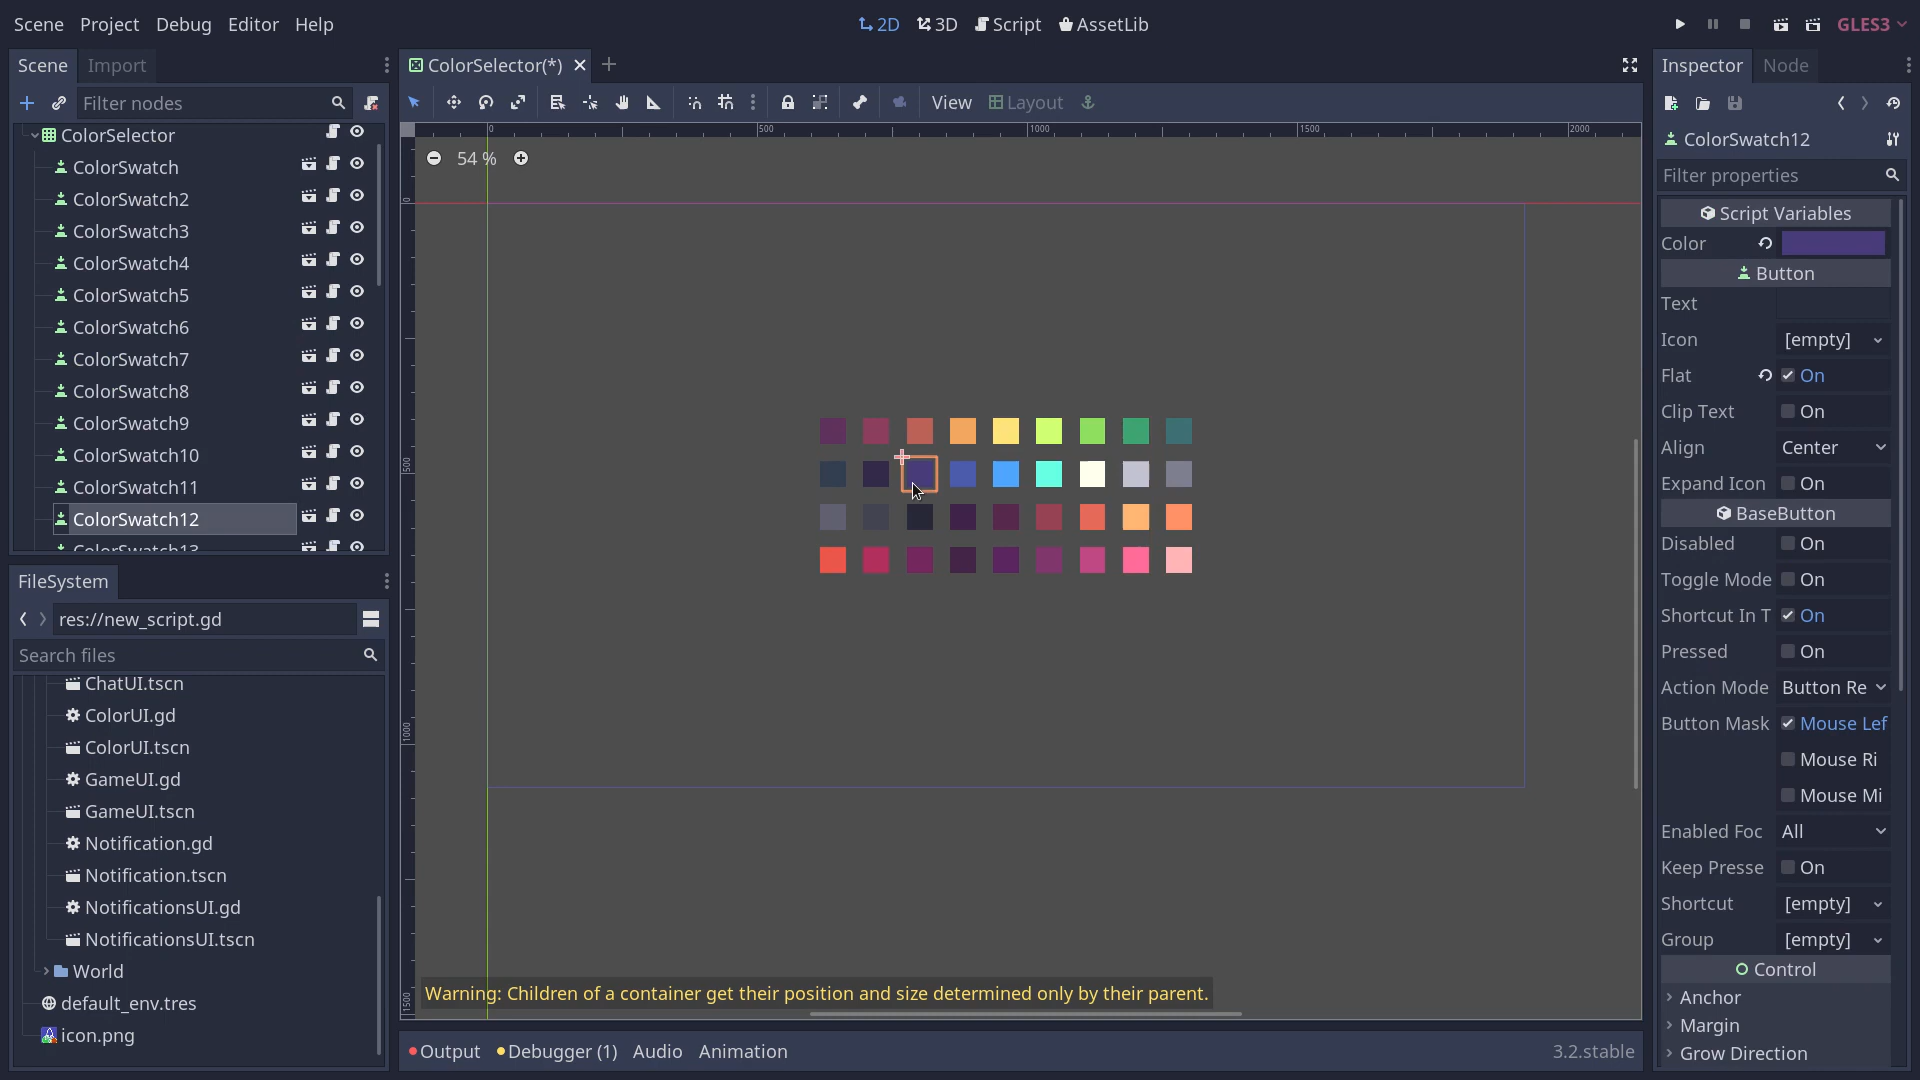 Scene Project Debug Editor Help
2D 3D Script AssetLib
GLES3
Scene Import
Filter nodes
ColorSelector
ColorSwatch
ColorSwatch2
ColorSwatch3
ColorSwatch4
ColorSwatch5
ColorSwatch6
ColorSwatch7
ColorSwatch8
ColorSwatch9
ColorSwatch10
ColorSwatch11
ColorSwatch12
ColorSwatch13
FileSystem
res://new_script.gd
Search files
ChatUI.tscn
ColorUI.gd
ColorUI.tscn
GameUI.gd
GameUI.tscn
Notification.gd
Notification.tscn
NotificationsUI.gd
NotificationsUI.tscn
World
default_env.tres
icon.png
ColorSelector(*)
View Layout
0 500 1000 1500 2000
54 %
0
500
1000
1500
Warning: Children of a container get their position and size determined only by their parent.
Output Debugger (1) Audio Animation
3.2.stable
Inspector Node
ColorSwatch12
Filter properties
Script Variables
Color
Button
Text
Icon [empty]
Flat On
Clip Text On
Align Center
Expand Icon On
BaseButton
Disabled On
Toggle Mode On
Shortcut In T On
Pressed On
Action Mode Button Re
Button Mask Mouse Lef
Mouse Ri
Mouse Mi
Enabled Foc All
Keep Presse On
Shortcut [empty]
Group [empty]
Control
Anchor
Margin
Grow Direction